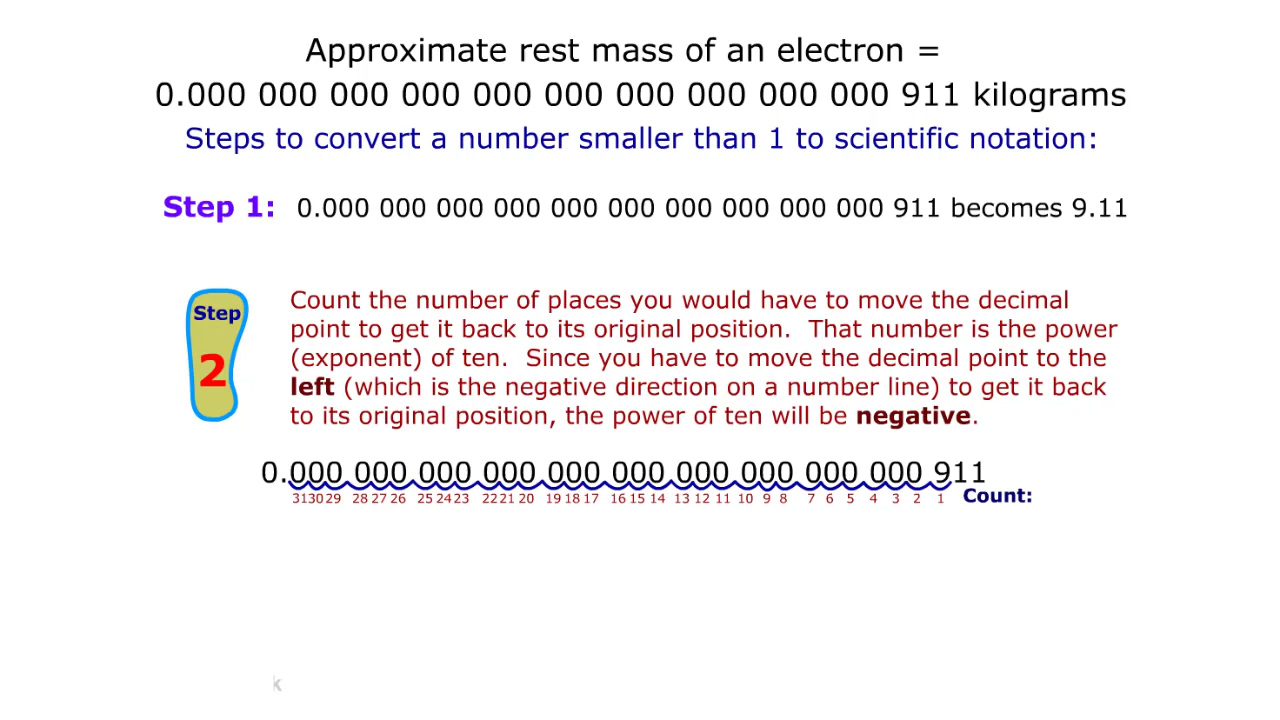 Approximate rest mass of an electron =
0.000 000 000 000 000 000 000 000 000 000 911 kilograms
Steps to convert a number smaller than 1 to scientific notation:
Step 1: 0.000 000 000 000 000 000 000 000 000 000 911 becomes 9.11
Step
2
Count the number of places you would have to move the decimal
point to get it back to its original position. That number is the power
(exponent) of ten. Since you have to move the decimal point to the
left (which is the negative direction on a number line) to get it back
to its original position, the power of ten will be negative.
0.000 000 000 000 000 000 000 000 000 000 911
31 30 29 28 27 26 25 24 23 22 21 20 19 18 17 16 15 14 13 12 11 10 9 8 7 6 5 4 3 2 1 Count:
k